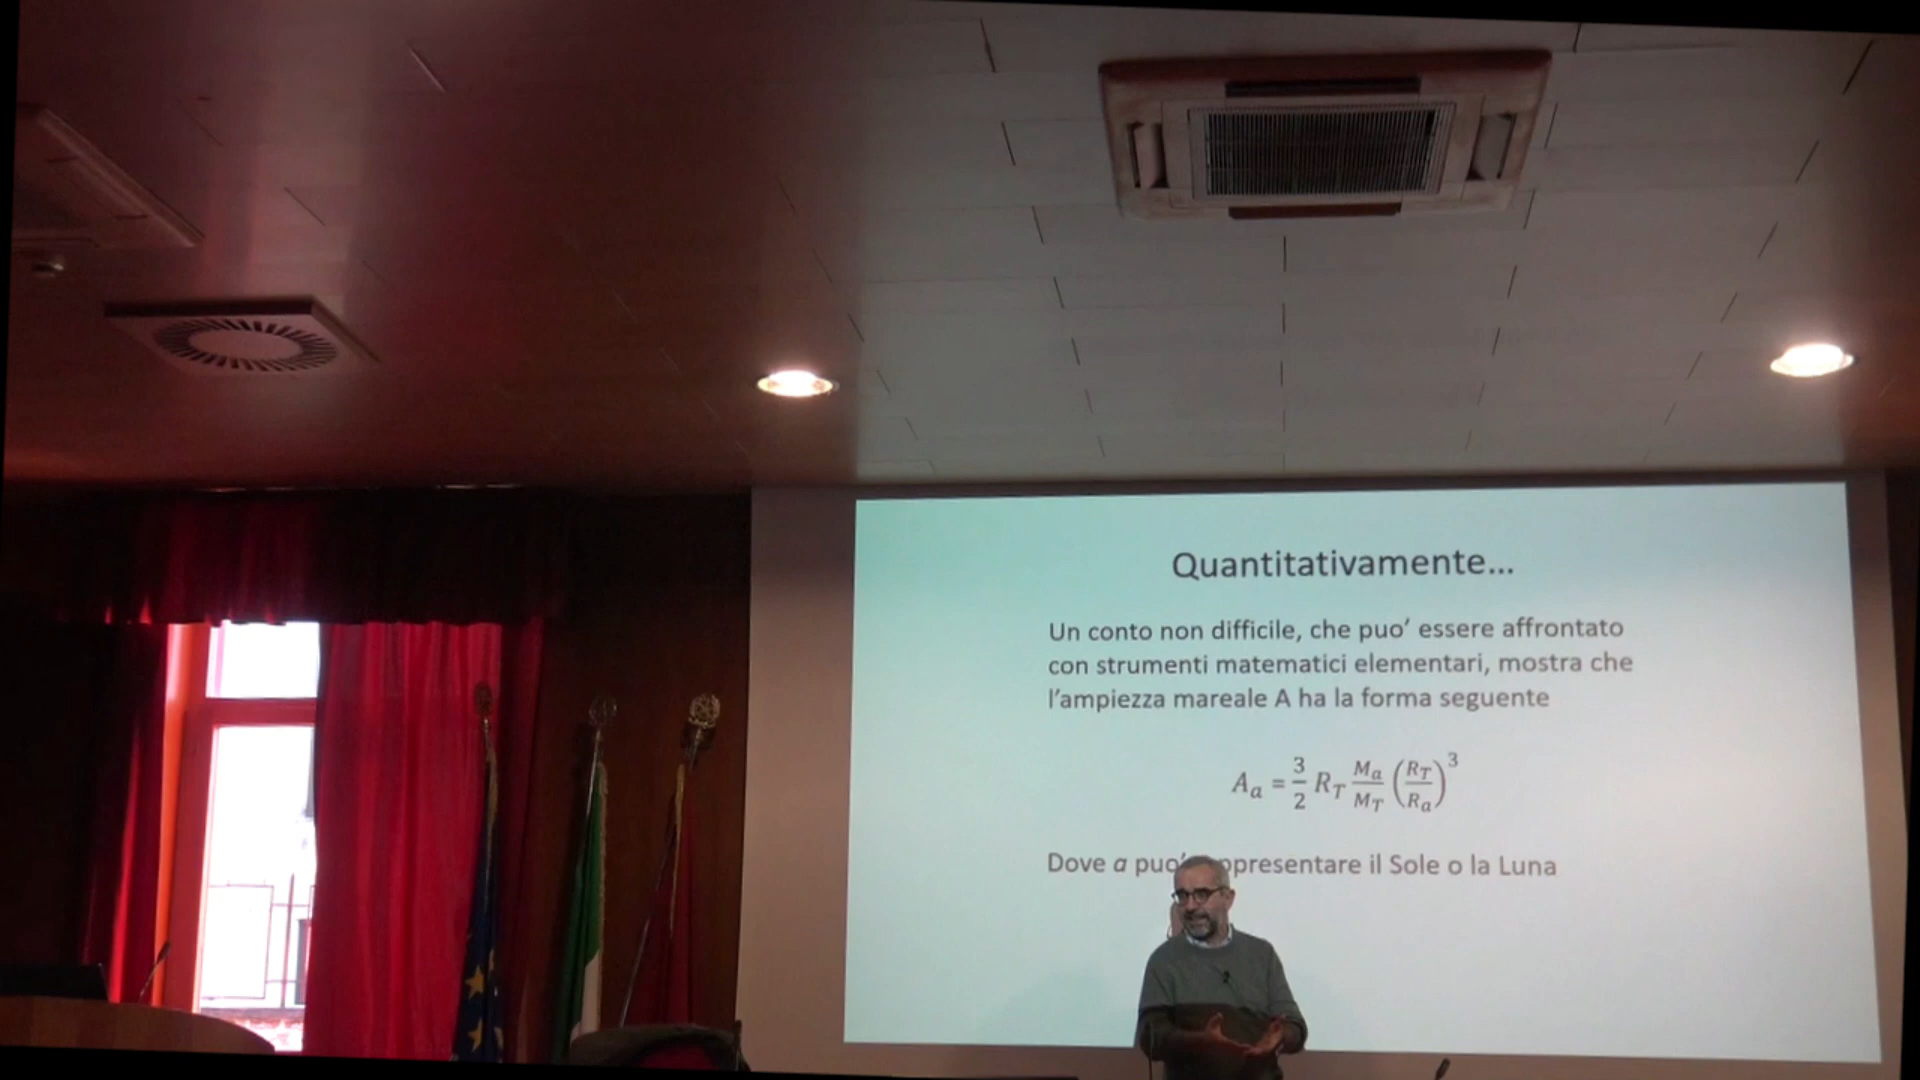 Quantitativamente...
Un conto non difficile, che puo’ essere affrontato
con strumenti matematici elementari, mostra che
l’ampiezza mareale A ha la forma seguente
A_a = 3/2 R_T M_a/M_T (R_T/R_a)^3
Dove a puo’ ppresentare il Sole o la Luna